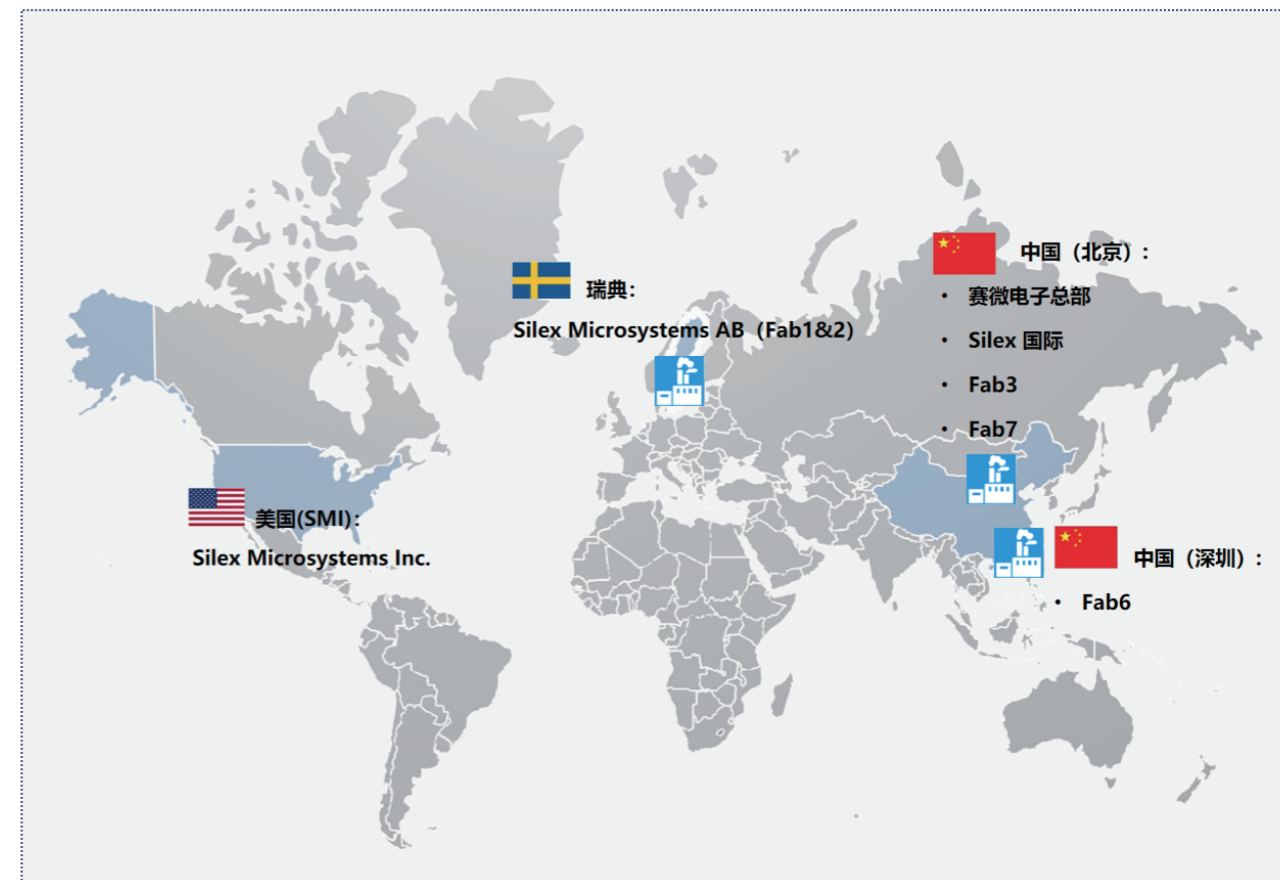 瑞典：
Silex Microsystems AB（Fab1&2）
中国（北京）：
• 赛微电子总部
• Silex 国际
• Fab3
• Fab7
美国(SMI)：
Silex Microsystems Inc.
中国（深圳）：
• Fab6